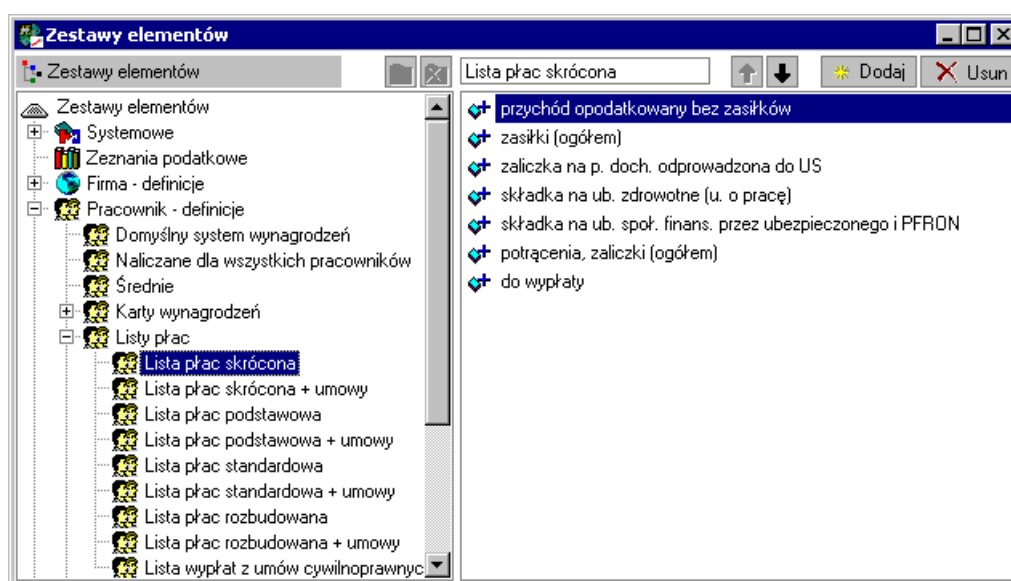 Zestawy elementów
Zestawy elementów
Lista płac skrócona
Dodaj
Usun
Zestawy elementów
Systemowe
Zeznania podatkowe
Firma - definicje
Pracownik - definicje
Domyślny system wynagrodzeń
Naliczane dla wszystkich pracowników
Średnie
Karty wynagrodzeń
Listy płac
Lista płac skrócona
Lista płac skrócona + umowy
Lista płac podstawowa
Lista płac podstawowa + umowy
Lista płac standardowa
Lista płac standardowa + umowy
Lista płac rozbudowana
Lista płac rozbudowana + umowy
Lista wypłat z umów cywilnoprawnyc
przychód opodatkowany bez zasiłków
zasiłki (ogółem)
zaliczka na p. doch. odprowadzona do US
składka na ub. zdrowotne (u. o pracę)
składka na ub. społ. finans. przez ubezpieczonego i PFRON
potrącenia, zaliczki (ogółem)
do wypłaty